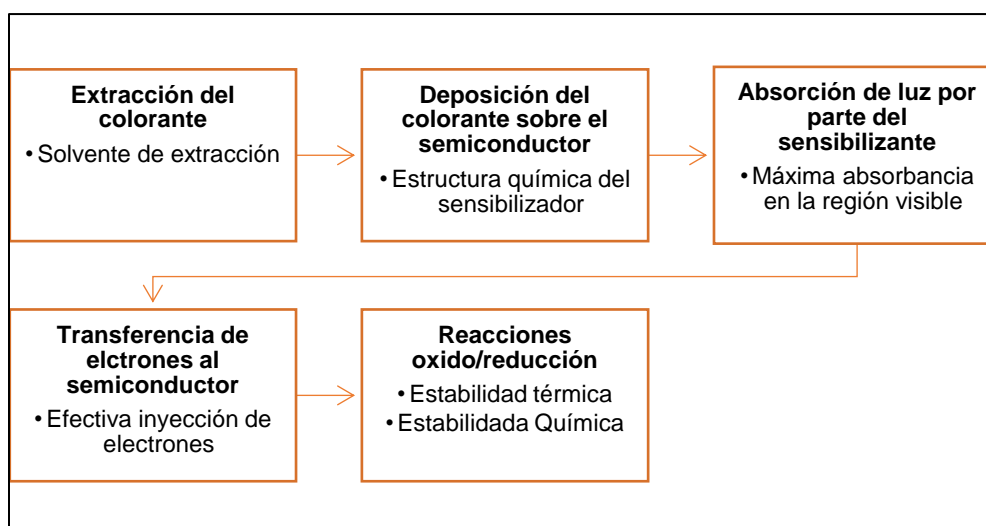 Extracción del
colorante
• Solvente de extracción
Deposición del
colorante sobre el
semiconductor
• Estructura química del
sensibilizador
Absorción de luz por
parte del
sensibilizante
• Máxima absorbancia
en la región visible
Transferencia de
elctrones al
semiconductor
• Efectiva inyección de
electrones
Reacciones
oxido/reducción
• Estabilidad térmica
• Estabilidada Química